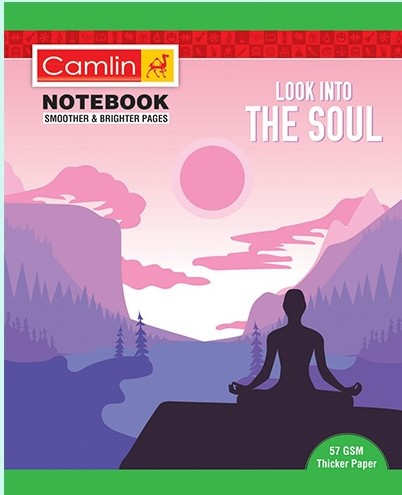 Camlin
NOTEBOOK
SMOOTHER & BRIGHTER PAGES
LOOK INTO
THE SOUL
57 GSM
Thicker Paper